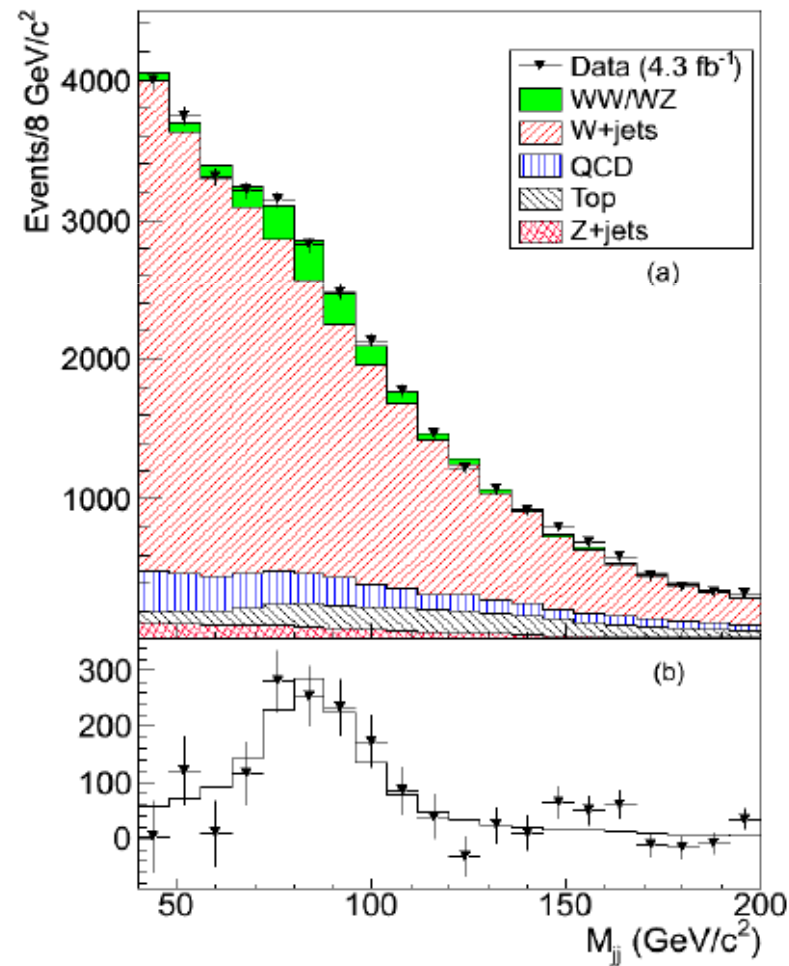 Events/8 GeV/c²
4000
3000
2000
1000
Data (4.3 fb⁻¹)
WW/WZ
W+jets
QCD
Top
Z+jets
(a)
(b)
300
200
100
0
50 100 150 200
M_jj (GeV/c²)